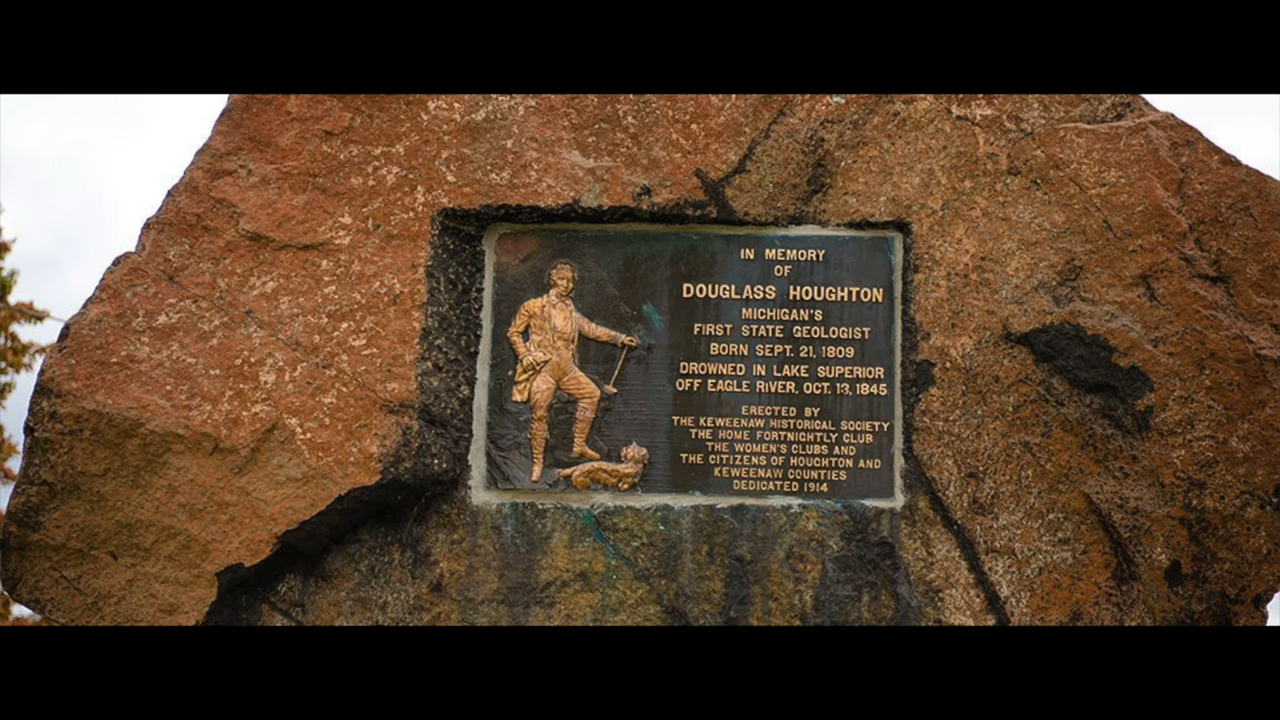 IN MEMORY
OF
DOUGLASS HOUGHTON
MICHIGAN'S
FIRST STATE GEOLOGIST
BORN SEPT. 21, 1809
DROWNED IN LAKE SUPERIOR
OFF EAGLE RIVER, OCT. 13, 1845
ERECTED BY
THE KEWEENAW HISTORICAL SOCIETY
THE HOME FORTNIGHTLY CLUB
THE WOMEN'S CLUBS AND
THE CITIZENS OF HOUGHTON AND
KEWEENAW COUNTIES
DEDICATED 1914